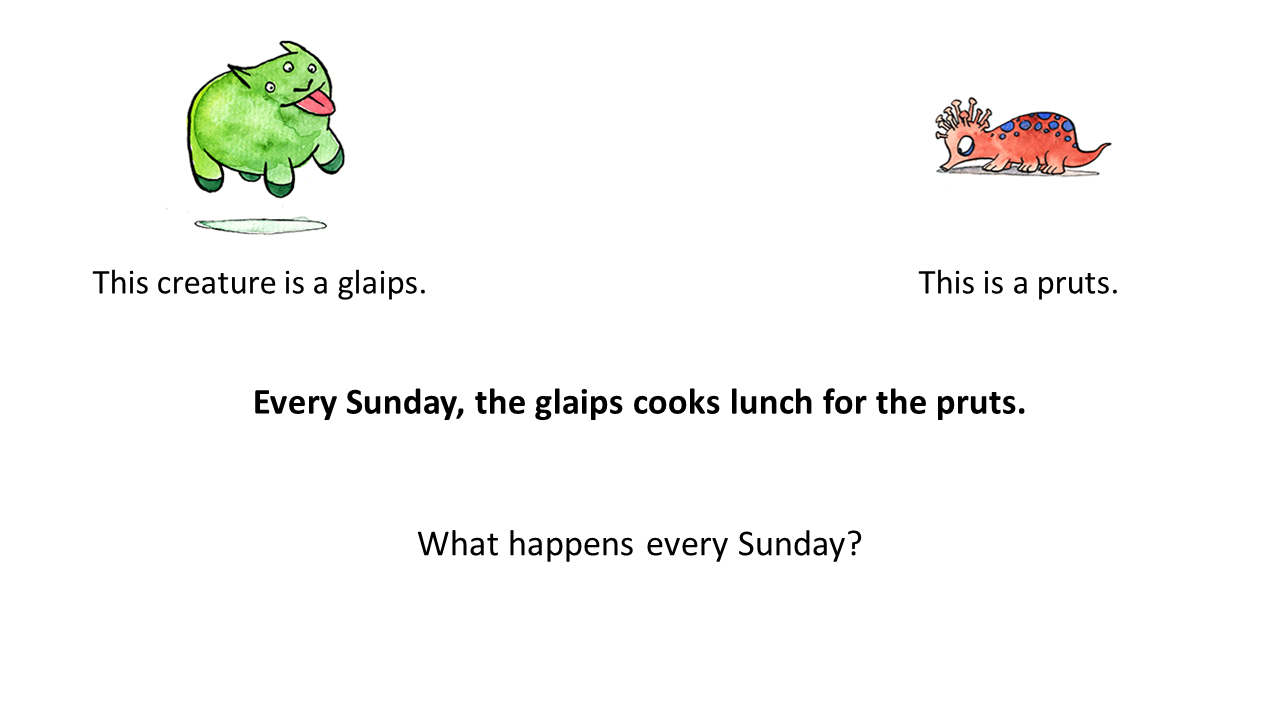 This creature is a glaips.
This is a pruts.
Every Sunday, the glaips cooks lunch for the pruts.
What happens every Sunday?